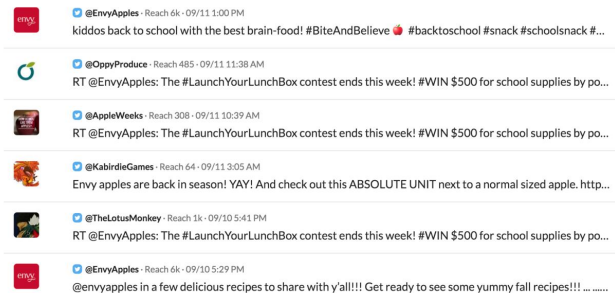 envy
@EnvyApples · Reach 6k · 09/11 1:00 PM
kiddos back to school with the best brain-food! #BiteAndBelieve 🍎 #backtoschool #snack #schoolsnack #...
@OppyProduce · Reach 485 · 09/11 11:38 AM
RT @EnvyApples: The #LaunchYourLunchBox contest ends this week! #WIN $500 for school supplies by po...
@AppleWeeks · Reach 308 · 09/11 10:39 AM
RT @EnvyApples: The #LaunchYourLunchBox contest ends this week! #WIN $500 for school supplies by po...
@KabirdieGames · Reach 64 · 09/11 3:05 AM
Envy apples are back in season! YAY! And check out this ABSOLUTE UNIT next to a normal sized apple. http...
@TheLotusMonkey · Reach 1k · 09/10 5:41 PM
RT @EnvyApples: The #LaunchYourLunchBox contest ends this week! #WIN $500 for school supplies by po...
envy
@EnvyApples · Reach 6k · 09/10 5:29 PM
@envyapples in a few delicious recipes to share with y'all!!! Get ready to see some yummy fall recipes!!! ... ......